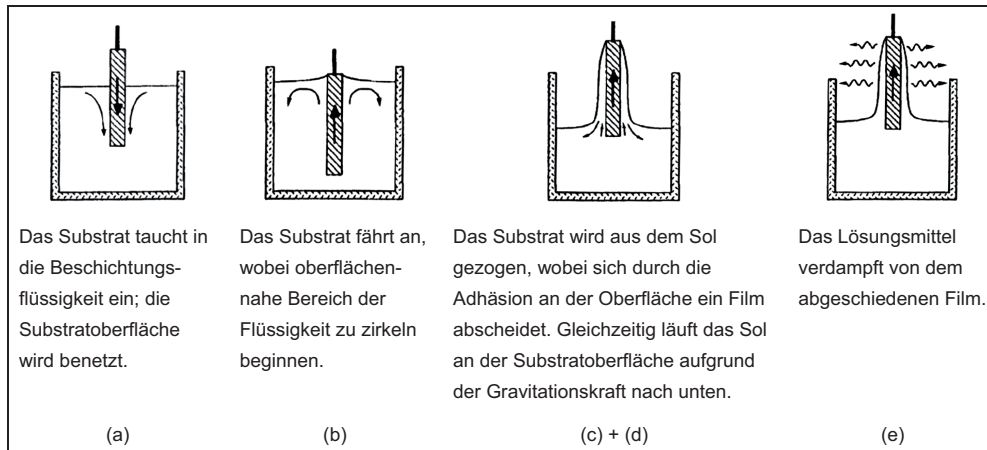 Das Substrat taucht in
die Beschichtungs-
flüssigkeit ein; die
Substratoberfläche
wird benetzt.
(a)
Das Substrat fährt an,
wobei oberflächen-
nahe Bereich der
Flüssigkeit zu zirkeln
beginnen.
(b)
Das Substrat wird aus dem Sol
gezogen, wobei sich durch die
Adhäsion an der Oberfläche ein Film
abscheidet. Gleichzeitig läuft das Sol
an der Substratoberfläche aufgrund
der Gravitationskraft nach unten.
(c) + (d)
Das Lösungsmittel
verdampft von dem
abgeschiedenen Film.
(e)